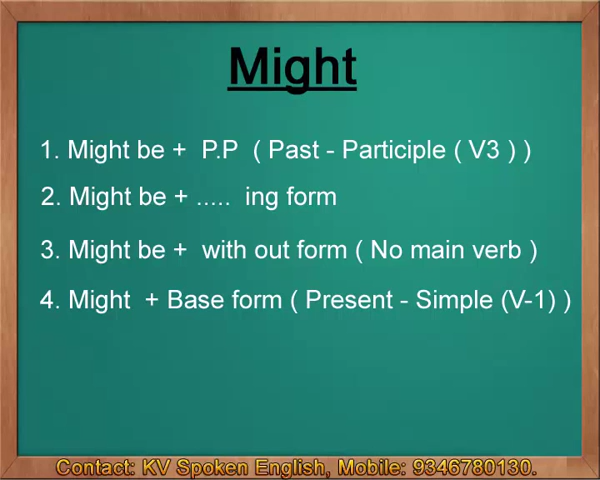 Might
1. Might be + P.P ( Past - Participle ( V3 ) )
2. Might be + ..... ing form
3. Might be + with out form ( No main verb )
4. Might + Base form ( Present - Simple (V-1) )
Contact: KV Spoken English, Mobile: 9346780130.